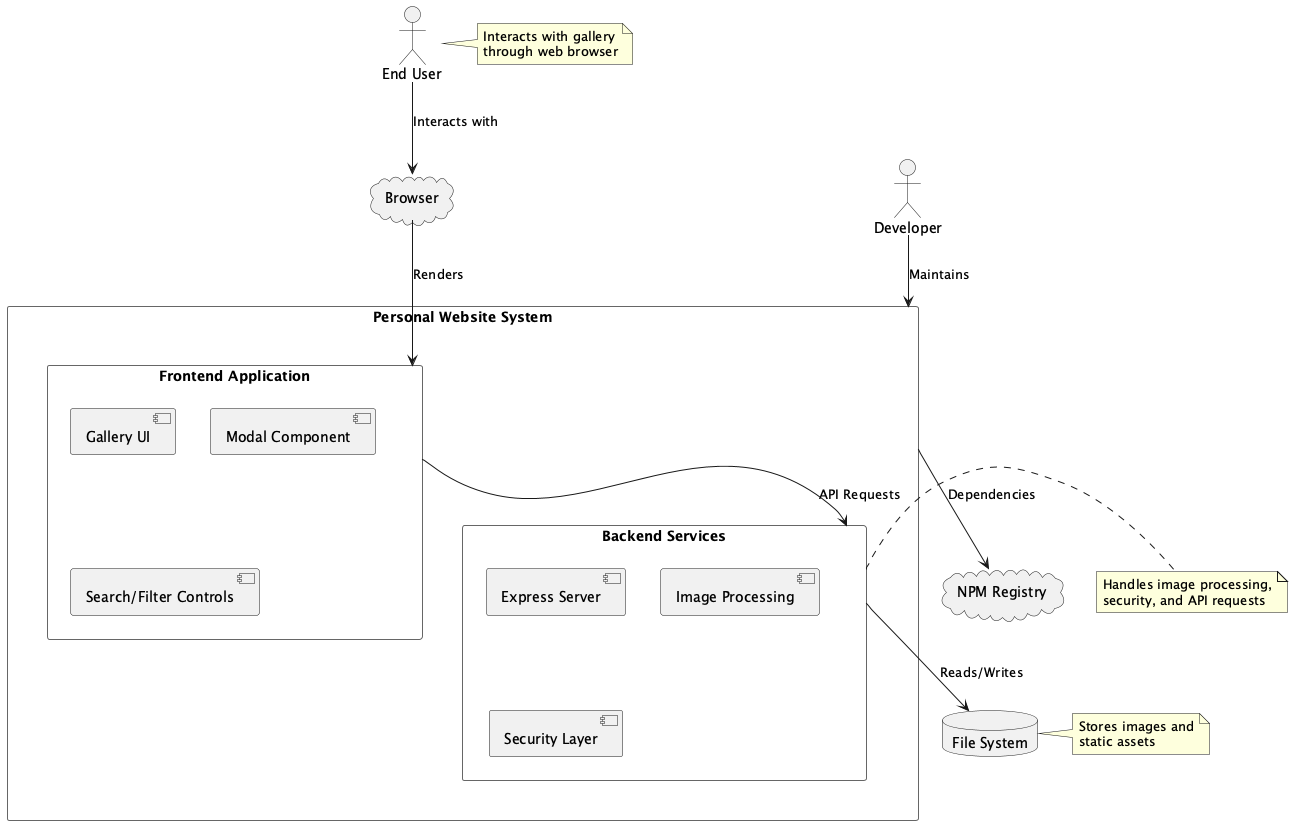 Interacts with gallery
through web browser
End User
Interacts with
Browser
Developer
Renders
Maintains
Personal Website System
Frontend Application
Gallery UI
Modal Component
API Requests
Dependencies
Backend Services
Search/Filter Controls
Express Server
Image Processing
NPM Registry
Handles image processing,
security, and API requests
Reads/Writes
Security Layer
File System
Stores images and
static assets